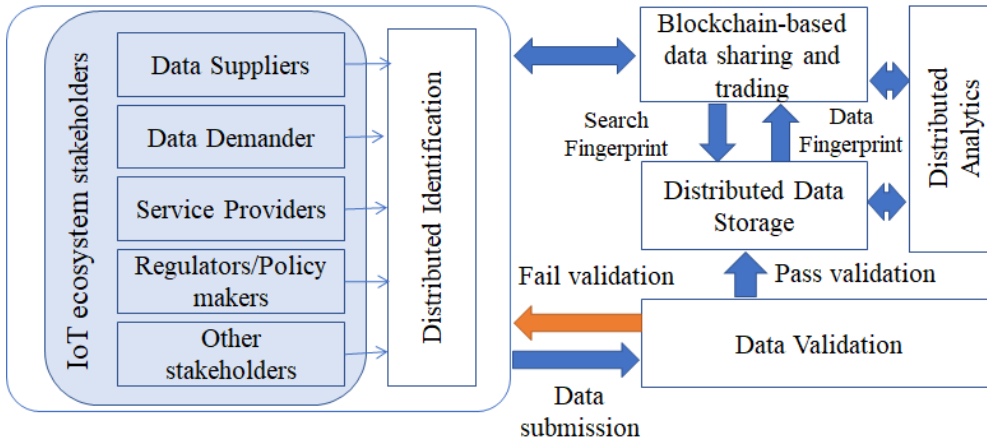 IoT ecosystem stakeholders
Data Suppliers
Data Demander
Service Providers
Regulators/Policy
makers
Other
stakeholders
Distributed Identification
Blockchain-based
data sharing and
trading
Search
Fingerprint
Data
Fingerprint
Distributed Data
Storage
Distributed
Analytics
Fail validation
Pass validation
Data Validation
Data
submission